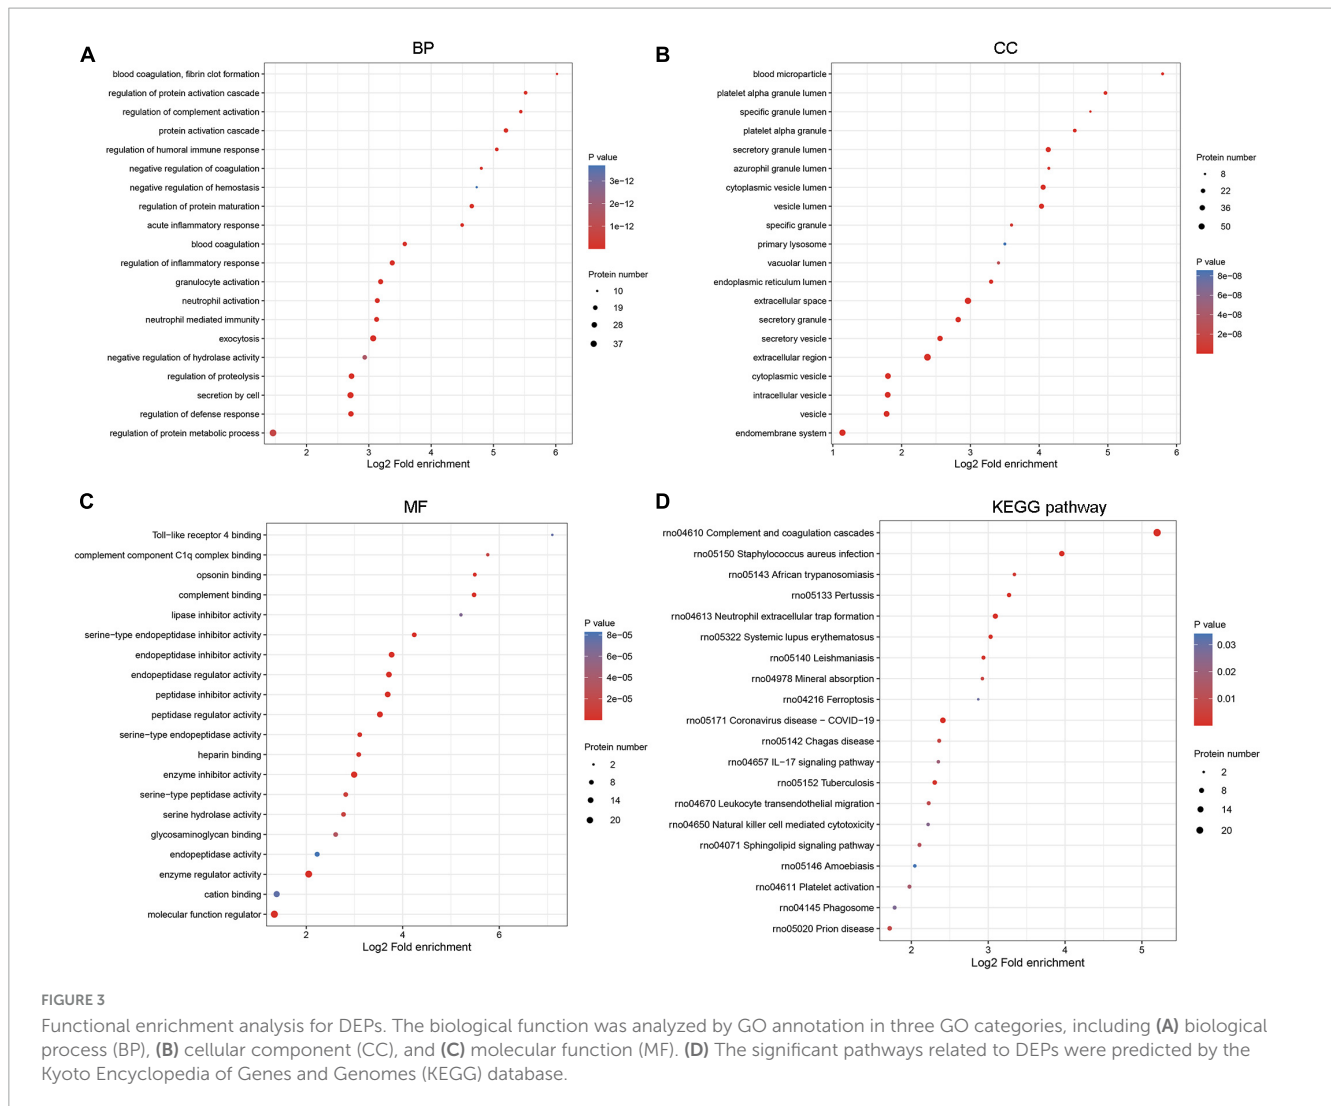 A
BP
blood coagulation, fibrin clot formation
regulation of protein activation cascade
regulation of complement activation
protein activation cascade
regulation of humoral immune response
negative regulation of coagulation
negative regulation of hemostasis
regulation of protein maturation
acute inflammatory response
blood coagulation
regulation of inflammatory response
granulocyte activation
neutrophil activation
neutrophil mediated immunity
exocytosis
negative regulation of hydrolase activity
regulation of proteolysis
secretion by cell
regulation of defense response
regulation of protein metabolic process
2 3 4 5 6
Log2 Fold enrichment
P value
3e−12
2e−12
1e−12
Protein number
10
19
28
37
B
CC
blood microparticle
platelet alpha granule lumen
specific granule lumen
platelet alpha granule
secretory granule lumen
azurophil granule lumen
cytoplasmic vesicle lumen
vesicle lumen
specific granule
primary lysosome
vacuolar lumen
endoplasmic reticulum lumen
extracellular space
secretory granule
secretory vesicle
extracellular region
cytoplasmic vesicle
intracellular vesicle
vesicle
endomembrane system
1 2 3 4 5 6
Log2 Fold enrichment
Protein number
8
22
36
50
P value
8e−08
6e−08
4e−08
2e−08
C
MF
Toll−like receptor 4 binding
complement component C1q complex binding
opsonin binding
complement binding
lipase inhibitor activity
serine−type endopeptidase inhibitor activity
endopeptidase inhibitor activity
endopeptidase regulator activity
peptidase inhibitor activity
peptidase regulator activity
serine−type endopeptidase activity
heparin binding
enzyme inhibitor activity
serine−type peptidase activity
serine hydrolase activity
glycosaminoglycan binding
endopeptidase activity
enzyme regulator activity
cation binding
molecular function regulator
2 4 6
Log2 Fold enrichment
P value
8e−05
6e−05
4e−05
2e−05
Protein number
2
8
14
20
D
KEGG pathway
rno04610 Complement and coagulation cascades
rno05150 Staphylococcus aureus infection
rno05143 African trypanosomiasis
rno05133 Pertussis
rno04613 Neutrophil extracellular trap formation
rno05322 Systemic lupus erythematosus
rno05140 Leishmaniasis
rno04978 Mineral absorption
rno04216 Ferroptosis
rno05171 Coronavirus disease − COVID−19
rno05142 Chagas disease
rno04657 IL−17 signaling pathway
rno05152 Tuberculosis
rno04670 Leukocyte transendothelial migration
rno04650 Natural killer cell mediated cytotoxicity
rno04071 Sphingolipid signaling pathway
rno05146 Amoebiasis
rno04611 Platelet activation
rno04145 Phagosome
rno05020 Prion disease
2 3 4 5
Log2 Fold enrichment
P value
0.03
0.02
0.01
Protein number
2
8
14
20
FIGURE 3
Functional enrichment analysis for DEPs. The biological function was analyzed by GO annotation in three GO categories, including (A) biological
process (BP), (B) cellular component (CC), and (C) molecular function (MF). (D) The significant pathways related to DEPs were predicted by the
Kyoto Encyclopedia of Genes and Genomes (KEGG) database.